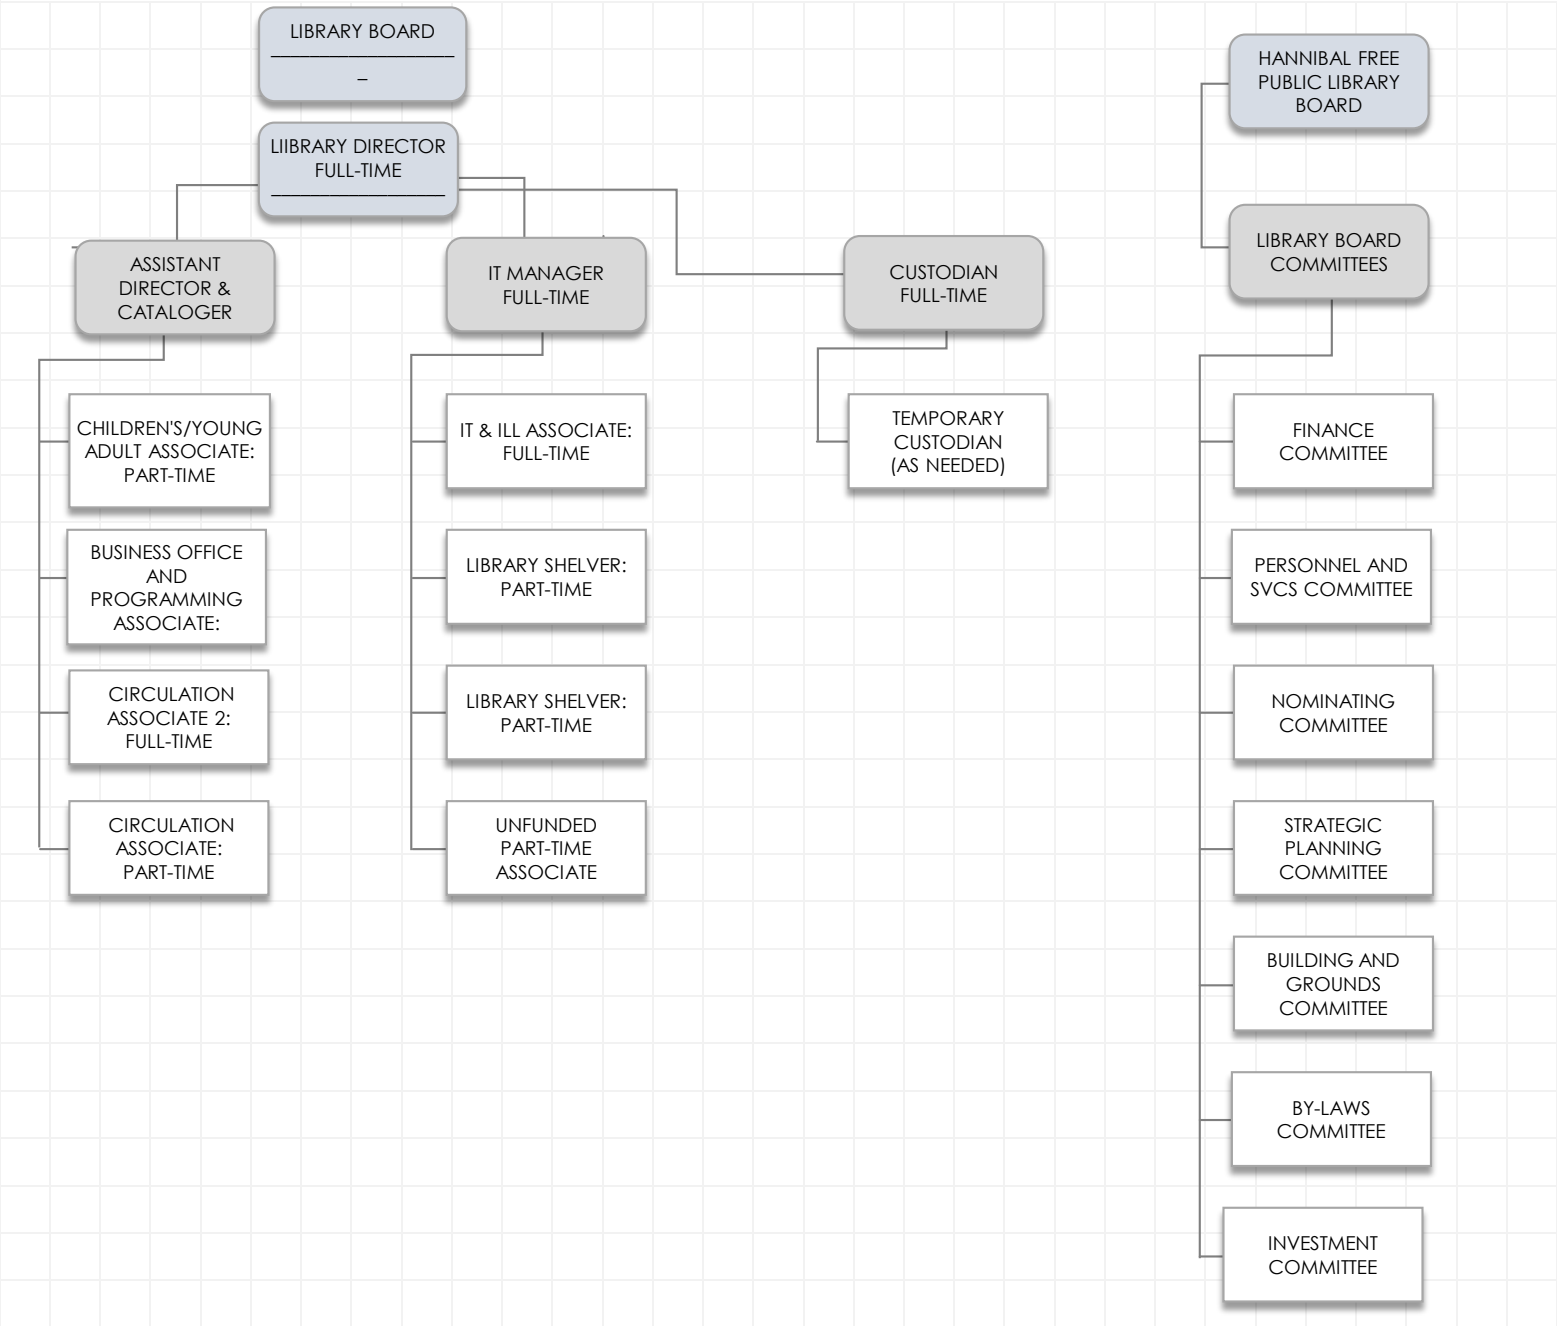 LIBRARY BOARD
___________________
_
LIIBRARY DIRECTOR
FULL-TIME
__________________
ASSISTANT
DIRECTOR &
CATALOGER
CHILDREN'S/YOUNG
ADULT ASSOCIATE:
PART-TIME
BUSINESS OFFICE
AND
PROGRAMMING
ASSOCIATE:
CIRCULATION
ASSOCIATE 2:
FULL-TIME
CIRCULATION
ASSOCIATE:
PART-TIME
IT MANAGER
FULL-TIME
IT & ILL ASSOCIATE:
FULL-TIME
LIBRARY SHELVER:
PART-TIME
LIBRARY SHELVER:
PART-TIME
UNFUNDED
PART-TIME
ASSOCIATE
CUSTODIAN
FULL-TIME
TEMPORARY
CUSTODIAN
(AS NEEDED)
HANNIBAL FREE
PUBLIC LIBRARY
BOARD
LIBRARY BOARD
COMMITTEES
FINANCE
COMMITTEE
PERSONNEL AND
SVCS COMMITTEE
NOMINATING
COMMITTEE
STRATEGIC
PLANNING
COMMITTEE
BUILDING AND
GROUNDS
COMMITTEE
BY-LAWS
COMMITTEE
INVESTMENT
COMMITTEE